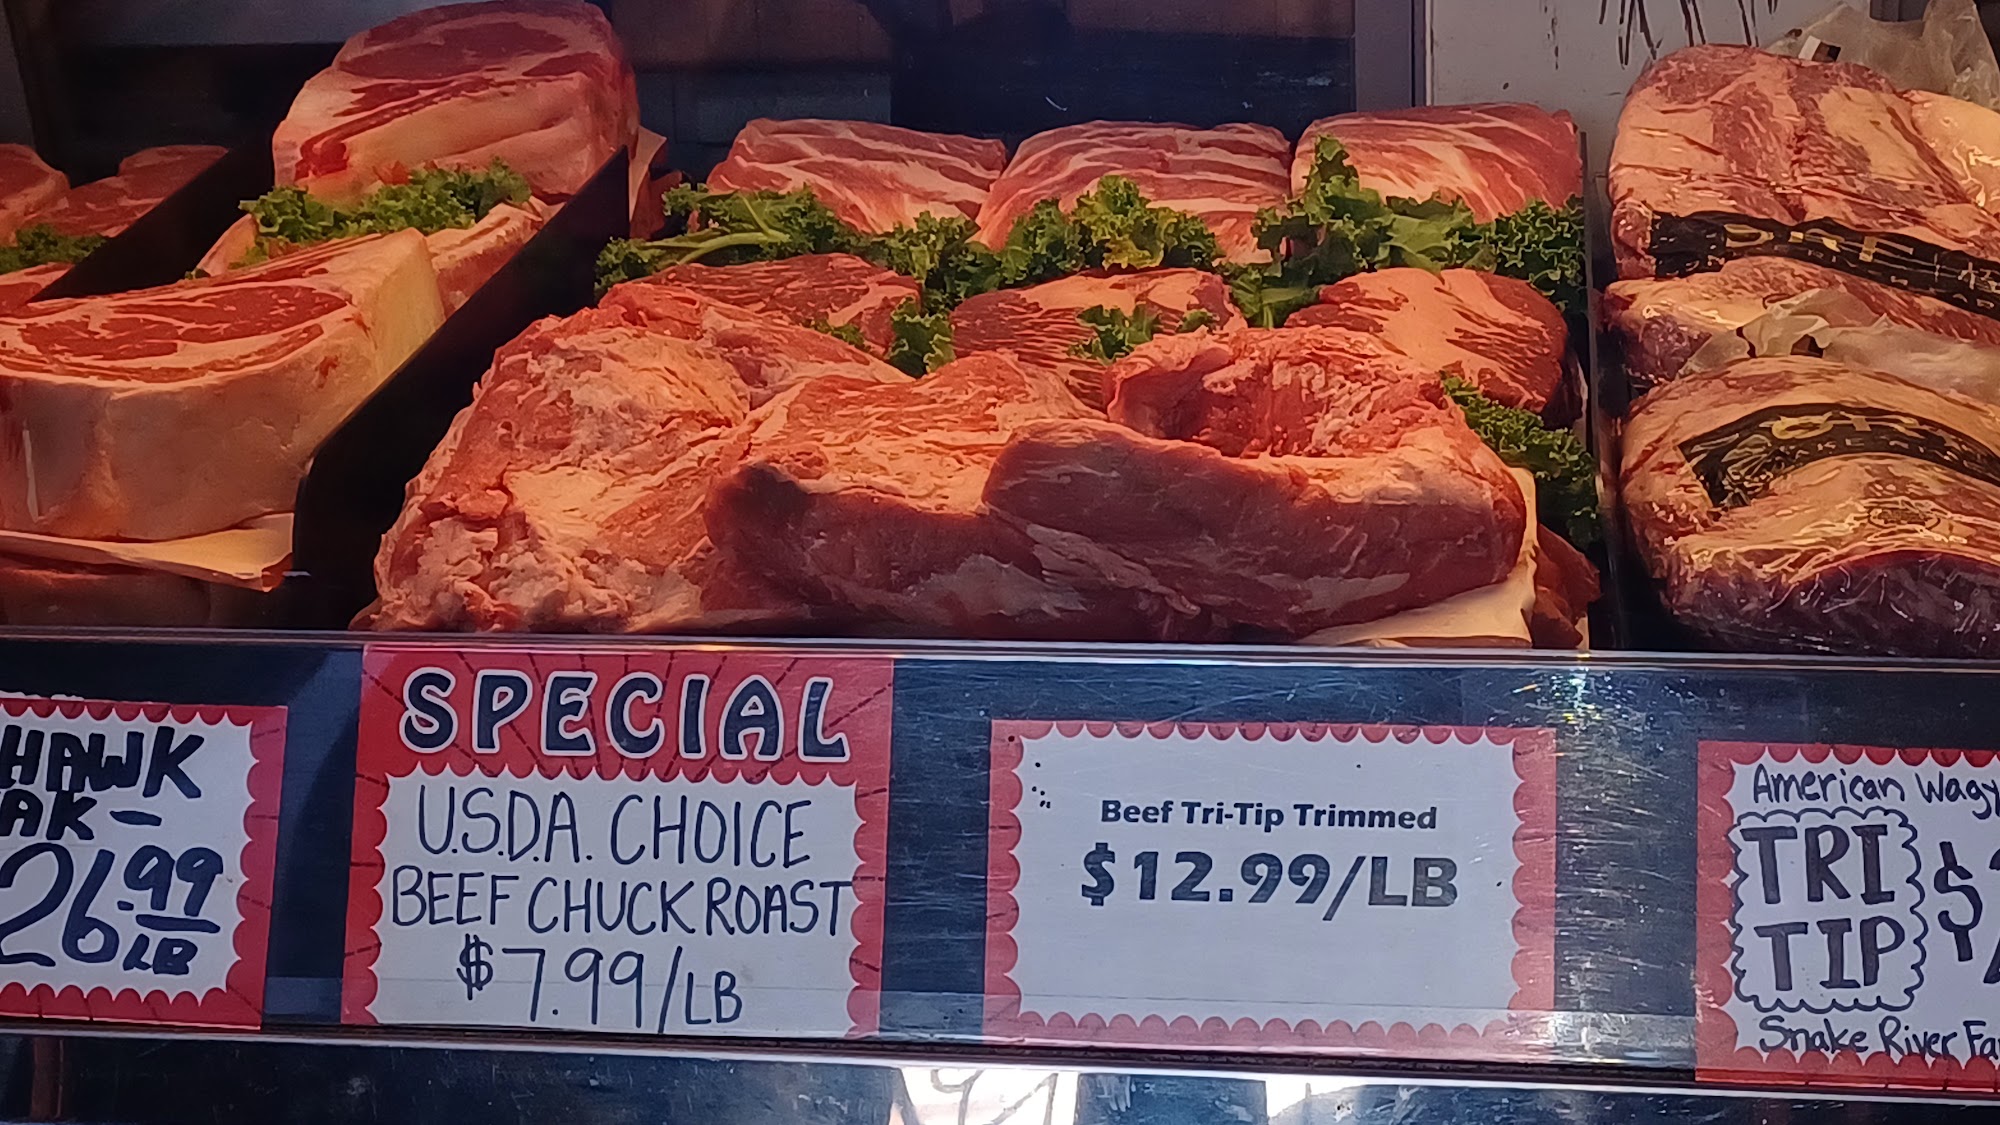 HAWK
AK –
26.99
LB
SPECIAL
U.S.D.A. CHOICE
BEEF CHUCK ROAST
$7.99/LB
Beef Tri-Tip Trimmed
$12.99/LB
American Wagy
TRI
TIP
$
Snake River Fa